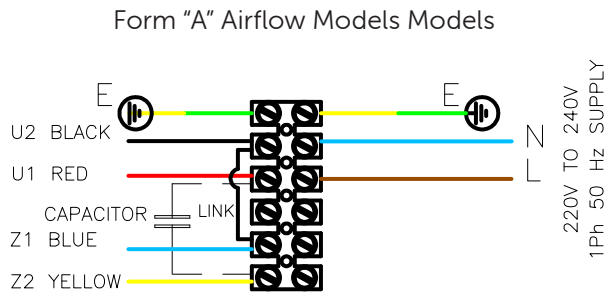 Form “A” Airflow Models Models
E E
U2 BLACK N
U1 RED L
CAPACITOR LINK
Z1 BLUE
Z2 YELLOW
220V TO 240V
1Ph 50 Hz SUPPLY